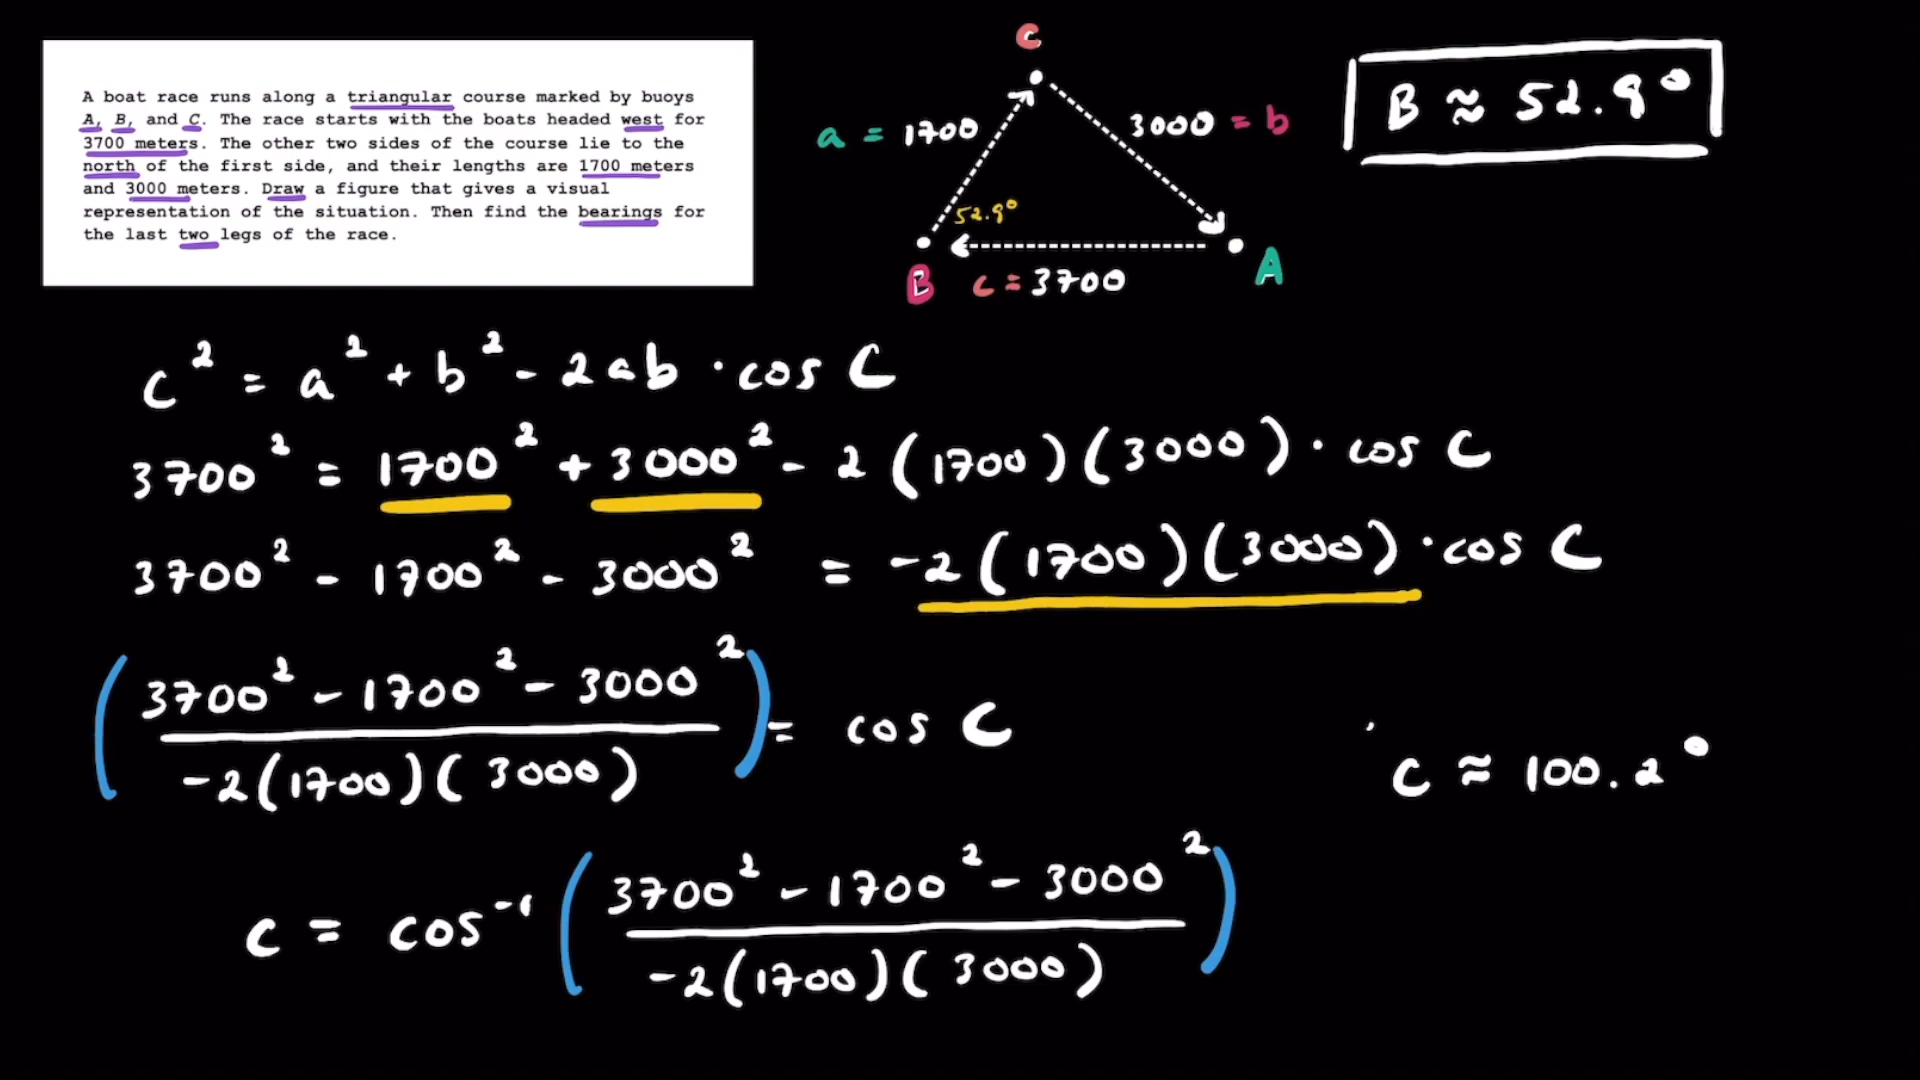 A boat race runs along a triangular course marked by buoys
A, B, and C. The race starts with the boats headed west for
3700 meters. The other two sides of the course lie to the
north of the first side, and their lengths are 1700 meters
and 3000 meters. Draw a figure that gives a visual
representation of the situation. Then find the bearings for
the last two legs of the race.
C
a = 1700
3000 = b
52.9°
B
c = 3700
A
B ≈ 52.9°
c² = a² + b² - 2ab · cos C
3700² = 1700² + 3000² - 2(1700)(3000) · cos C
3700² - 1700² - 3000² = -2(1700)(3000) · cos C
(3700² - 1700² - 3000²
-2(1700)(3000)) = cos C
C ≈ 100.2°
C = cos⁻¹(3700² - 1700² - 3000²
-2(1700)(3000))